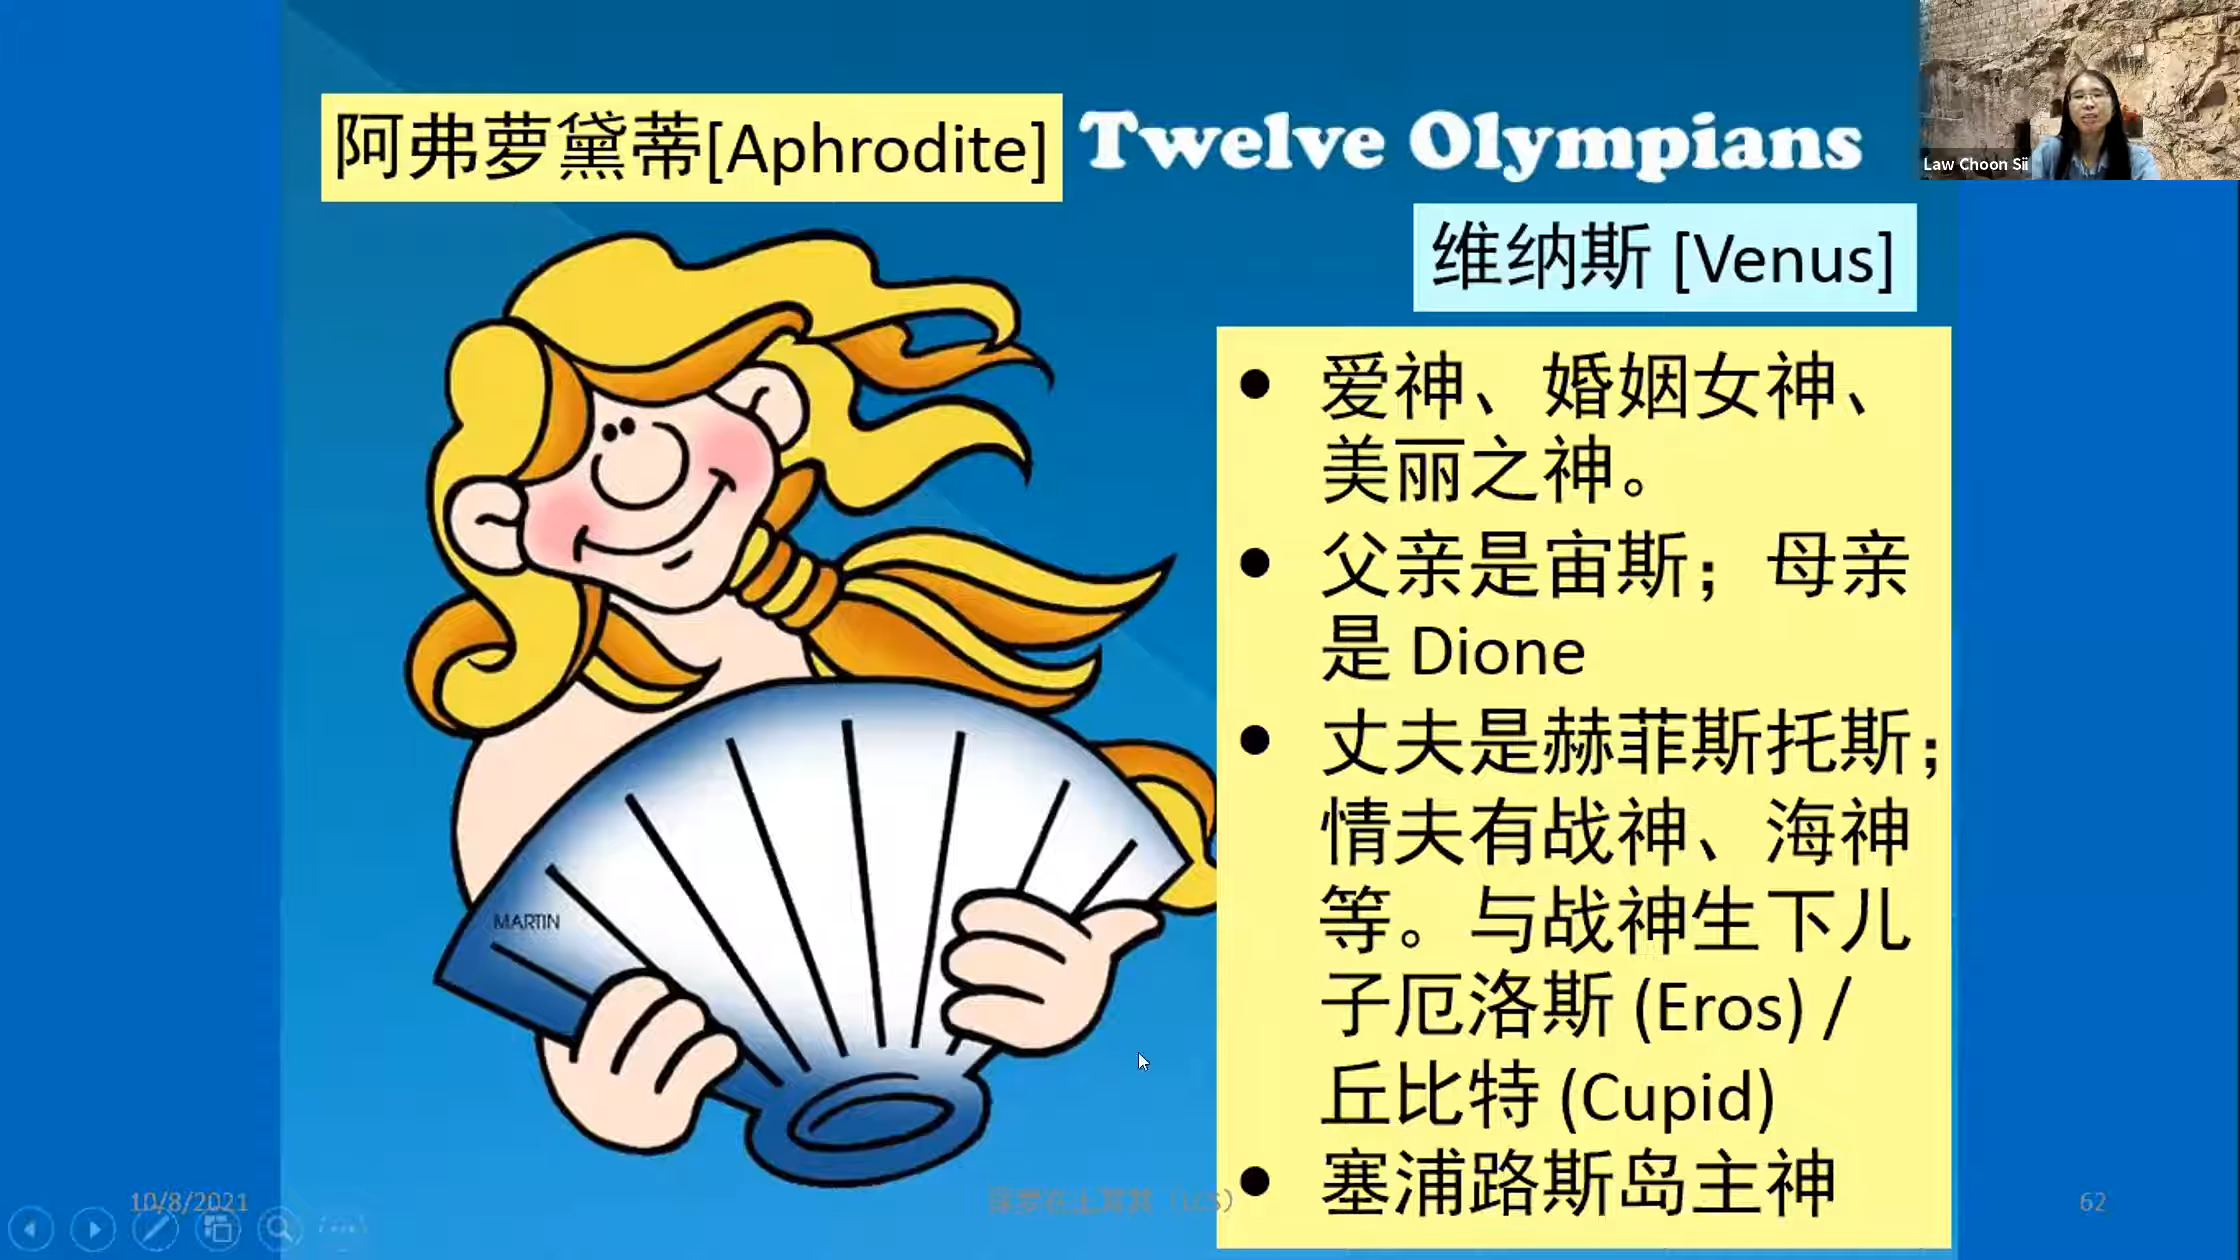 阿弗萝黛蒂[Aphrodite]
Twelve Olympians
Law Choon Sii
维纳斯 [Venus]
• 爱神、婚姻女神、
美丽之神。
• 父亲是宙斯；母亲
是 Dione
• 丈夫是赫菲斯托斯；
情夫有战神、海神
等。与战神生下儿
子厄洛斯 (Eros) /
丘比特 (Cupid)
• 塞浦路斯岛主神
MARTIN
10/8/2021
62